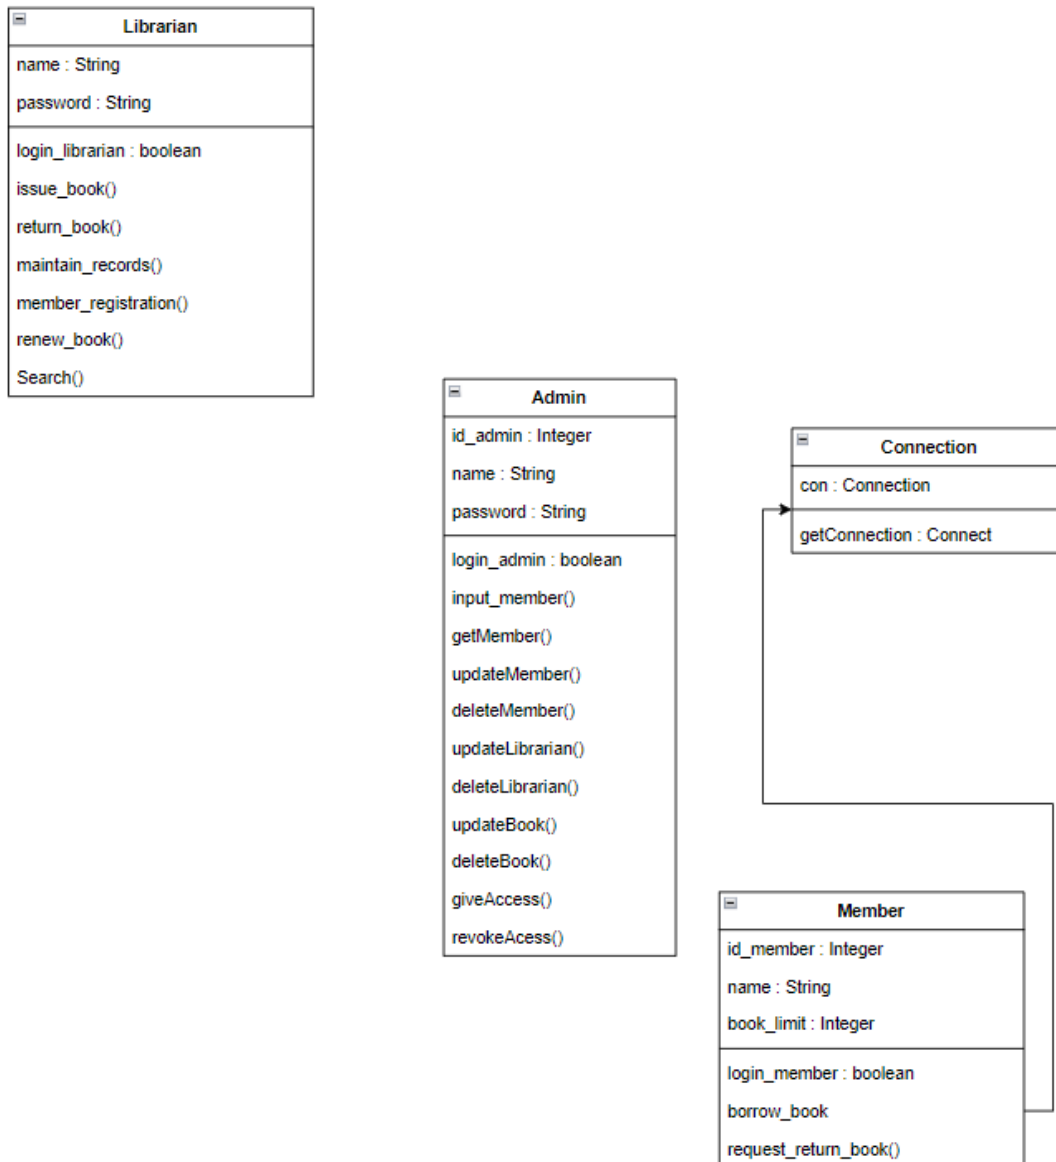 Librarian
name : String
password : String
login_librarian : boolean
issue_book()
return_book()
maintain_records()
member_registration()
renew_book()
Search()
Admin
id_admin : Integer
name : String
password : String
login_admin : boolean
input_member()
getMember()
updateMember()
deleteMember()
updateLibrarian()
deleteLibrarian()
updateBook()
deleteBook()
giveAccess()
revokeAcess()
Connection
con : Connection
getConnection : Connect
Member
id_member : Integer
name : String
book_limit : Integer
login_member : boolean
borrow_book
request_return_book()